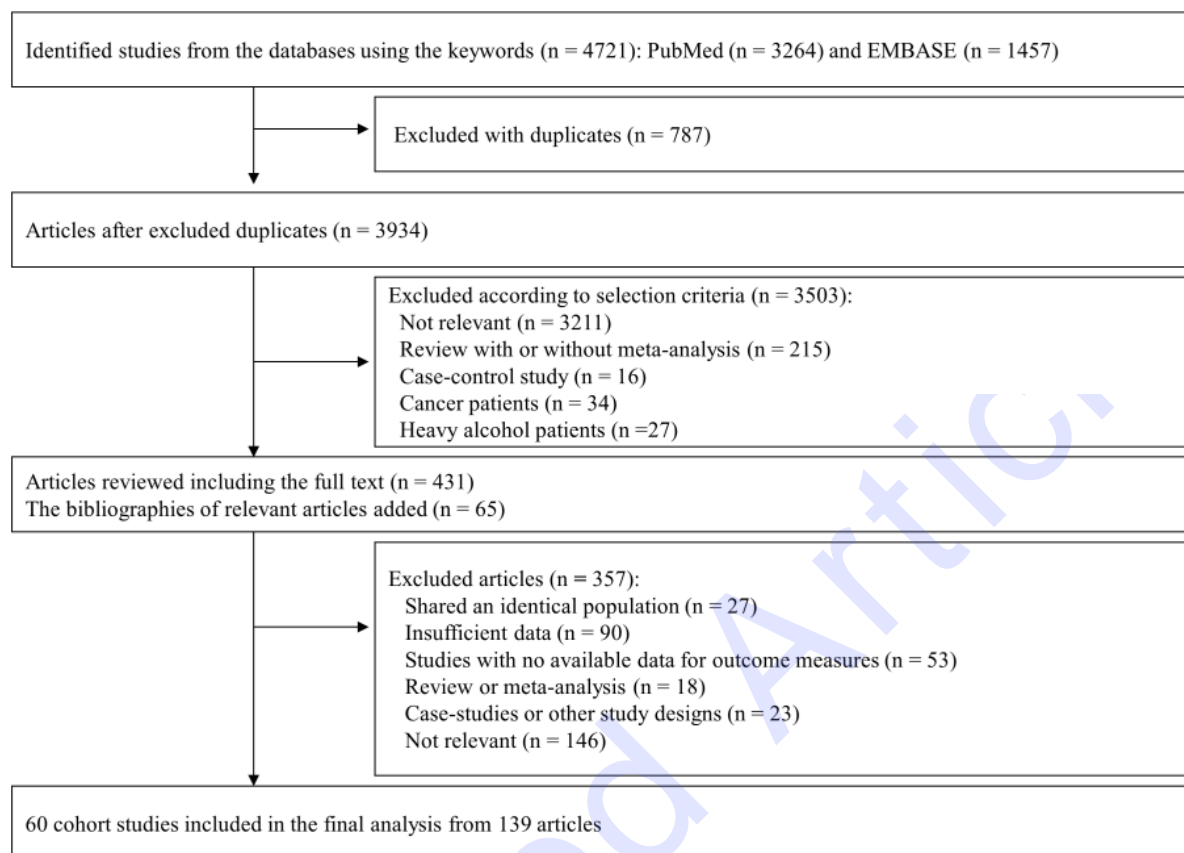 Identified studies from the databases using the keywords (n = 4721): PubMed (n = 3264) and EMBASE (n = 1457)
Excluded with duplicates (n = 787)
Articles after excluded duplicates (n = 3934)
Excluded according to selection criteria (n = 3503):
Not relevant (n = 3211)
Review with or without meta-analysis (n = 215)
Case-control study (n = 16)
Cancer patients (n = 34)
Heavy alcohol patients (n =27)
Articles reviewed including the full text (n = 431)
The bibliographies of relevant articles added (n = 65)
Excluded articles (n = 357):
Shared an identical population (n = 27)
Insufficient data (n = 90)
Studies with no available data for outcome measures (n = 53)
Review or meta-analysis (n = 18)
Case-studies or other study designs (n = 23)
Not relevant (n = 146)
60 cohort studies included in the final analysis from 139 articles